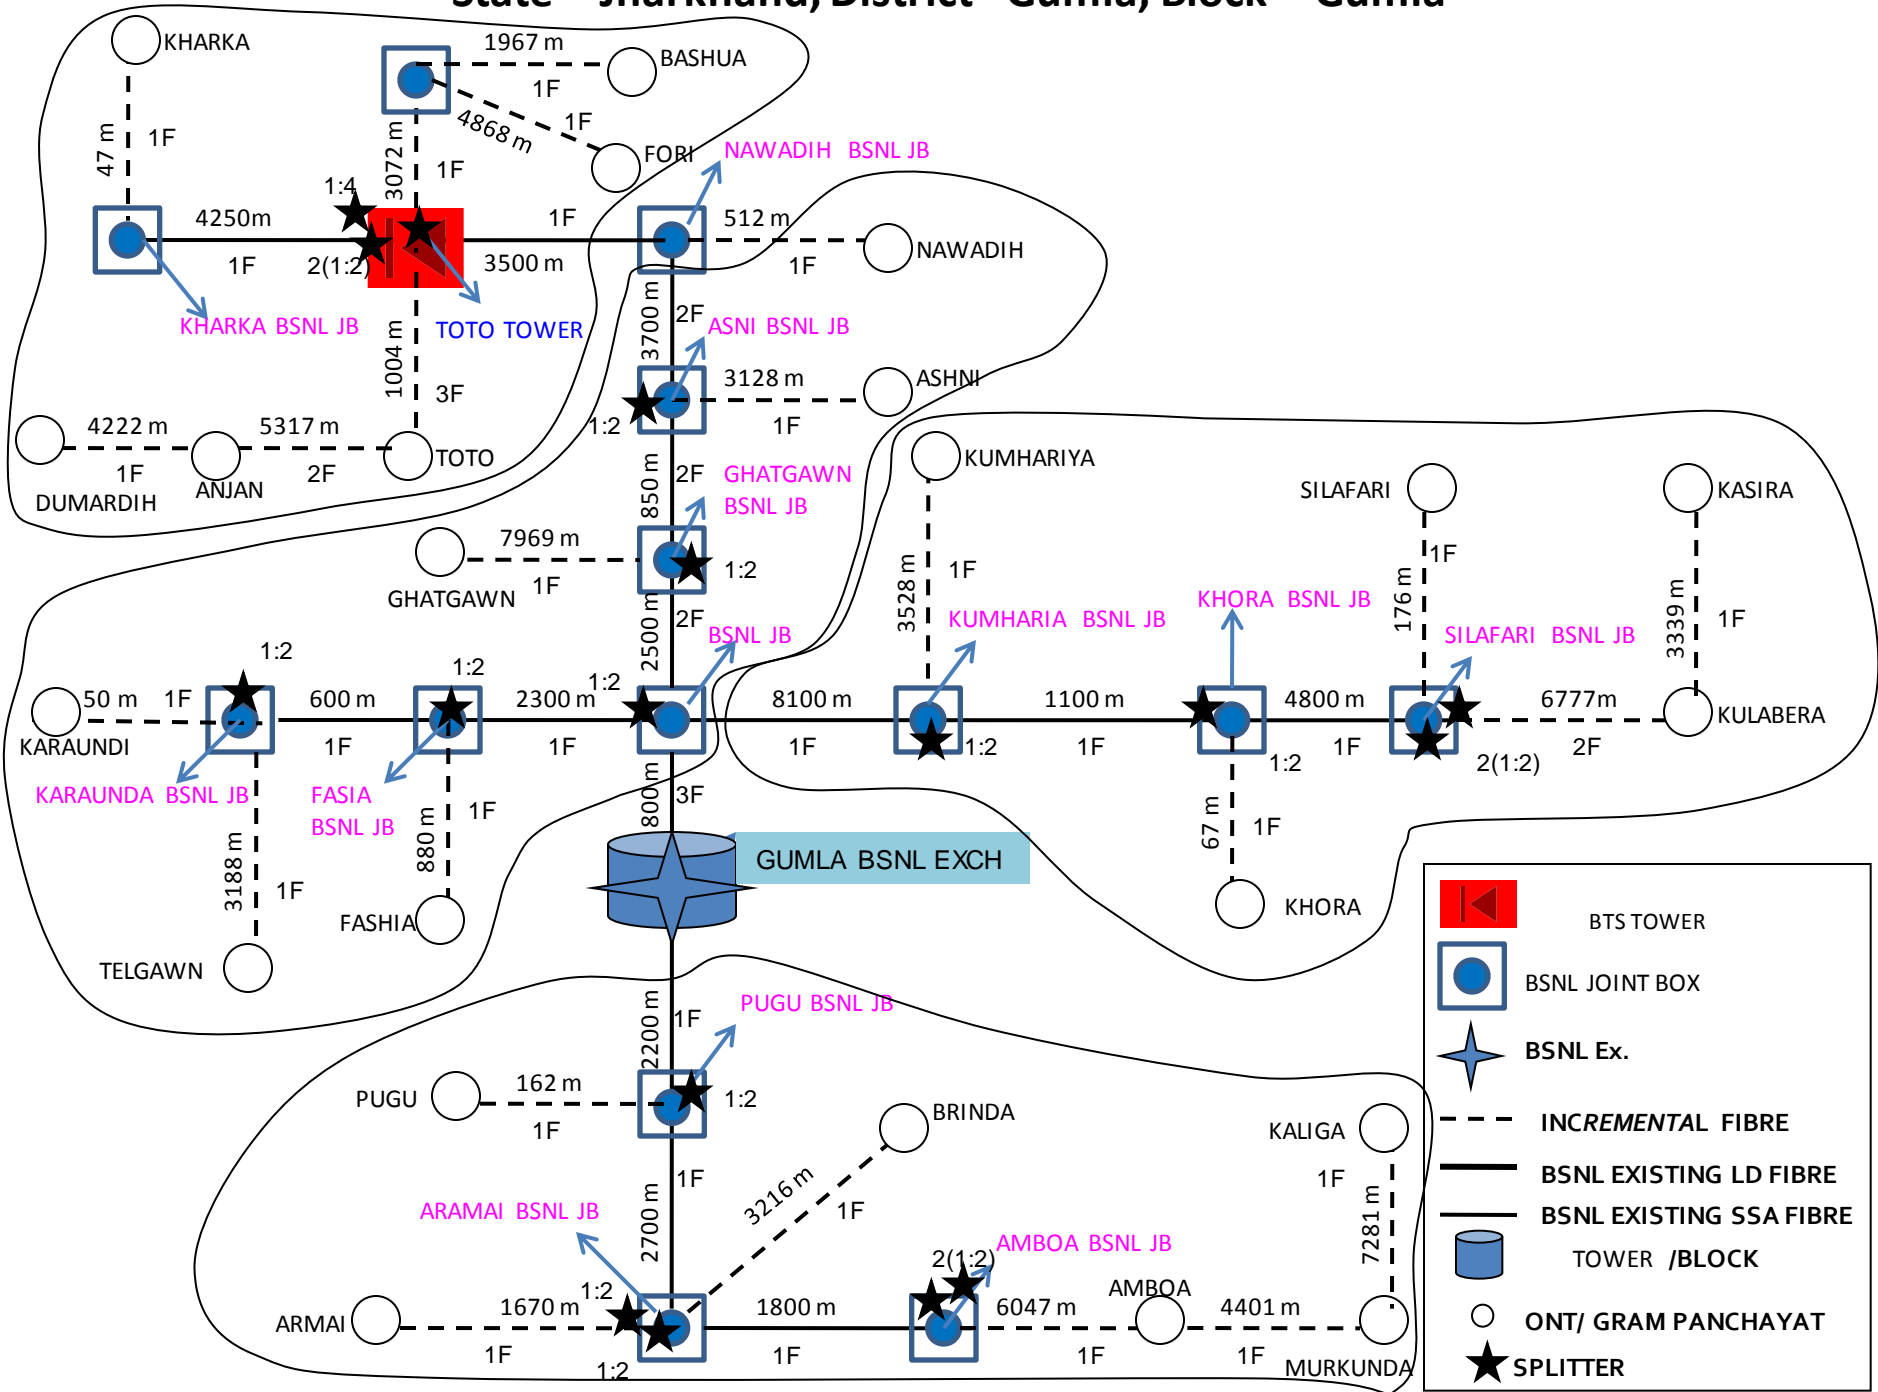 State – Jharkhand, District - Gumla, Block – Gumla
KHARKA
1967 m
BASHUA
1F
4868 m
1F
FORI
47 m
1F
3072 m
1F
NAWADIH BSNL JB
1:4
4250m
1F
512 m
NAWADIH
1F
2(1:2)
3500 m
1F
KHARKA BSNL JB
TOTO TOWER
3700 m
2F
ASNI BSNL JB
1004 m
3F
3128 m
ASHNI
1:2
1F
4222 m
5317 m
TOTO
1F
2F
DUMARDIH
ANJAN
850 m
2F
GHATGAWN
BSNL JB
KUMHARIYA
SILAFARI
KASIRA
7969 m
1F
1:2
GHATGAWN
2500 m
2F
BSNL JB
3528 m
1F
KUMHARIA BSNL JB
KHORA BSNL JB
176 m
1F
SILAFARI BSNL JB
3339 m
1F
1:2
1:2
1:2
50 m
1F
600 m
2300 m
8100 m
1100 m
4800 m
6777m
KULABERA
KARAUNDI
1F
1F
1F
1:2
1F
1:2
1F
2(1:2)
2F
KARAUNDA BSNL JB
FASIA
BSNL JB
800m
3F
3188 m
1F
880 m
1F
67 m
1F
GUMLA BSNL EXCH
FASHIA
KHORA
TELGAWN
BTS TOWER
BSNL JOINT BOX
BSNL Ex.
INCREMENTAL FIBRE
BSNL EXISTING LD FIBRE
BSNL EXISTING SSA FIBRE
TOWER /BLOCK
ONT/ GRAM PANCHAYAT
SPLITTER
2200 m
1F
PUGU BSNL JB
PUGU
162 m
1:2
1F
BRINDA
KALIGA
1F
2700 m
1F
3216 m
1F
7281 m
ARAMAI BSNL JB
AMBOA BSNL JB
2(1:2)
AMBOA
1:2
ARMAI
1670 m
1800 m
6047 m
4401 m
1F
1:2
1F
1F
1F
MURKUNDA